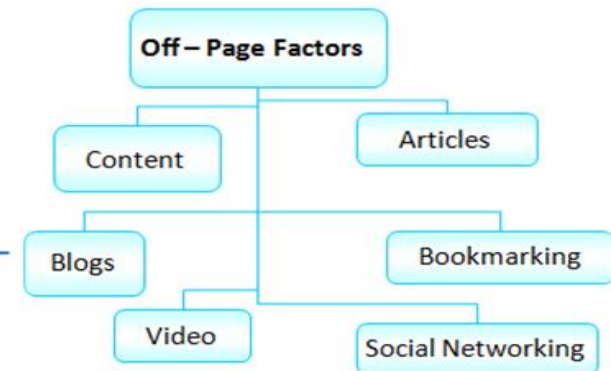 Off – Page Factors
Content
Articles
Blogs
Bookmarking
Video
Social Networking